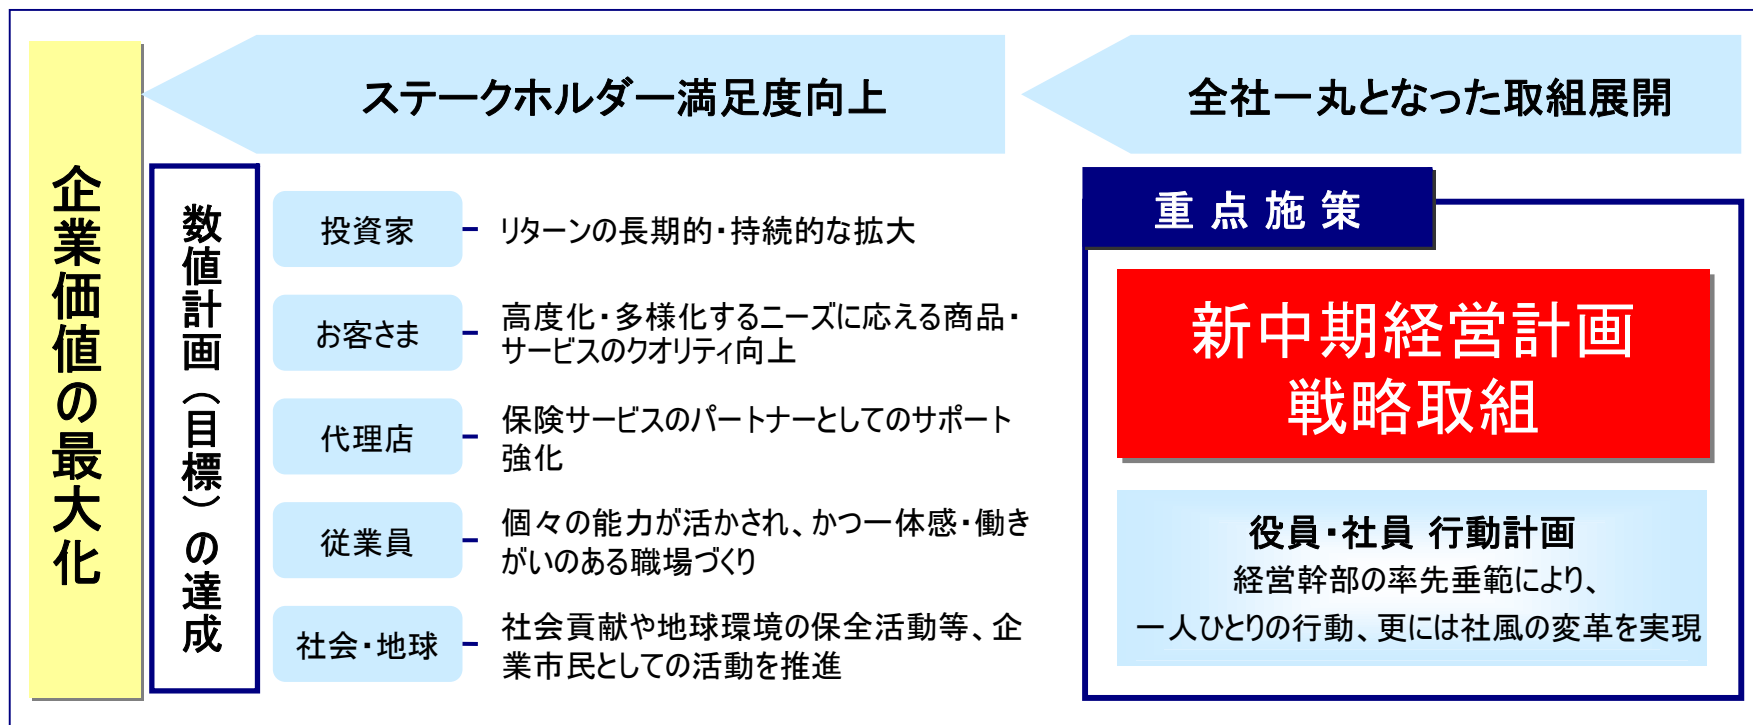 企業価値の最大化
ステークホルダー満足度向上
全社一丸となった取組展開
数値計画（目標）の達成
投資家
リターンの長期的・持続的な拡大
お客さま
高度化・多様化するニーズに応える商品・
サービスのクオリティ向上
代理店
保険サービスのパートナーとしてのサポート
強化
従業員
個々の能力が活かされ、かつ一体感・働き
がいのある職場づくり
社会・地球
社会貢献や地球環境の保全活動等、企
業市民としての活動を推進
重点施策
新中期経営計画
戦略取組
役員・社員 行動計画
経営幹部の率先垂範により、
一人ひとりの行動、更には社風の変革を実現